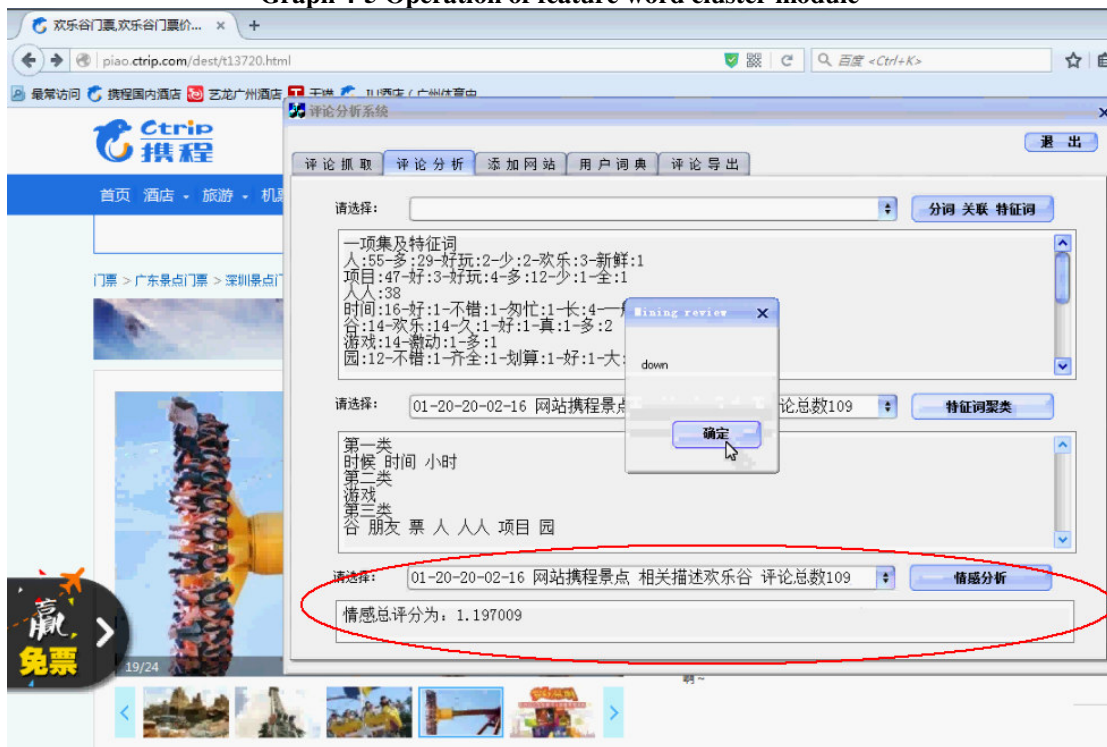 Graph 4-5 Operation of feature word cluster module
欢乐谷门票,欢乐谷门票价... × +
piao.ctrip.com/dest/t13720.html
百度 <Ctrl+K>
最常访问 携程国内酒店 艺龙广州酒店 天猫
评论分析系统 x
Ctrip
携程
退 出
评论抓取 评论分析 添加网站 用户词典 评论导出
首页 酒店 旅游
请选择: 分词 关联 特征词
一项集及特征词
人:55-多:29-好玩:2-少:2-欢乐:3-新鲜:1
项目:47-好:3-好玩:4-多:12-少:1-全:1
人人:38
时间:16-好:1-不错:1-匆忙:1-长:4-一
谷:14-欢乐:14-久:1-好:1-真:1-多:2
游戏:14-激动:1-多:1
园:12-不错:1-齐全:1-划算:1-好:1-大:
门票 > 广东景点门票 > 深圳景点门
Mining review X
down
确定
请选择: 01-20-20-02-16 网站携程景点 论总数109 特征词聚类
第一类
时候 时间 小时
第二类
游戏
第三类
谷 朋友 票 人 人人 项目 园
请选择: 01-20-20-02-16 网站携程景点 相关描述欢乐谷 评论总数109 情感分析
情感总评分为: 1.197009
赢
免票
19/24
啊~